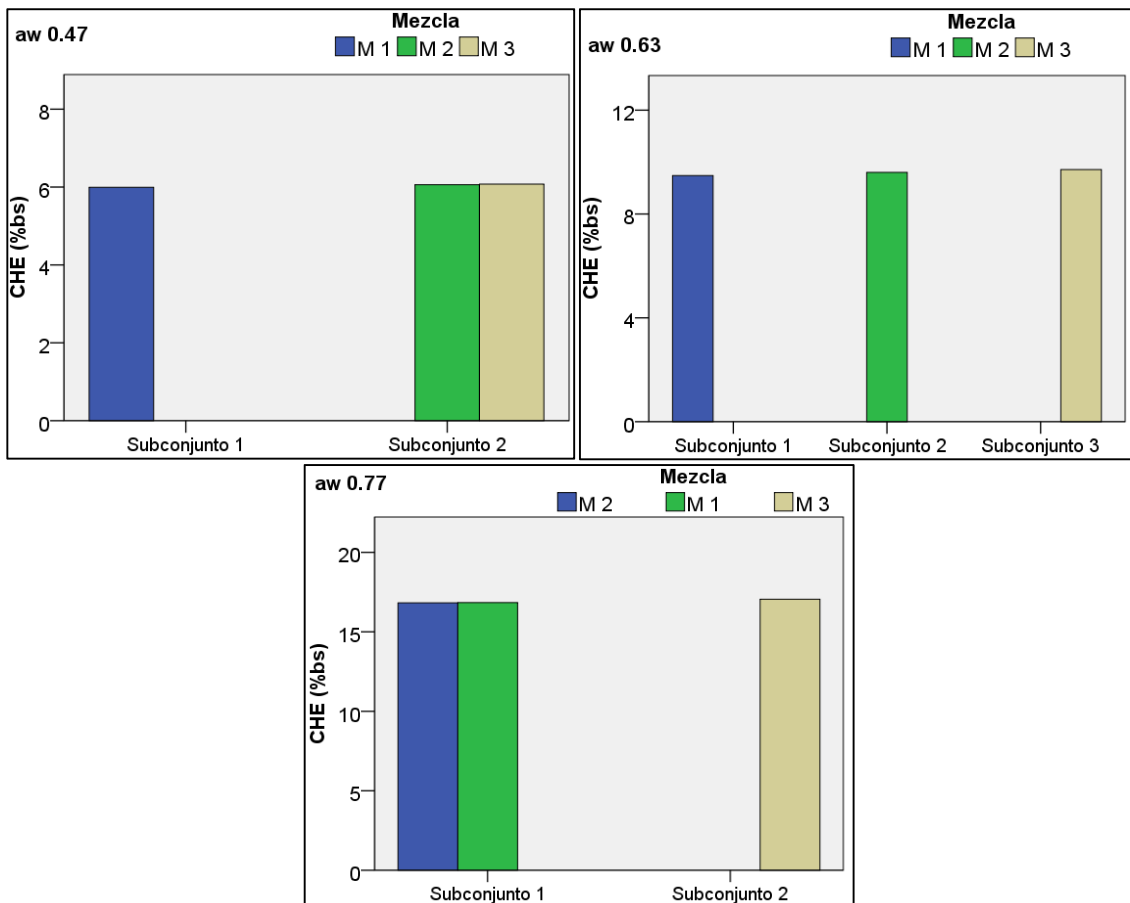 aw 0.47
Mezcla
M 1 M 2 M 3
CHE (%bs)
8
6
4
2
0
Subconjunto 1 Subconjunto 2
aw 0.63
Mezcla
M 1 M 2 M 3
CHE (%bs)
12
8
4
0
Subconjunto 1 Subconjunto 2 Subconjunto 3
aw 0.77
Mezcla
M 2 M 1 M 3
CHE (%bs)
20
15
10
5
0
Subconjunto 1 Subconjunto 2